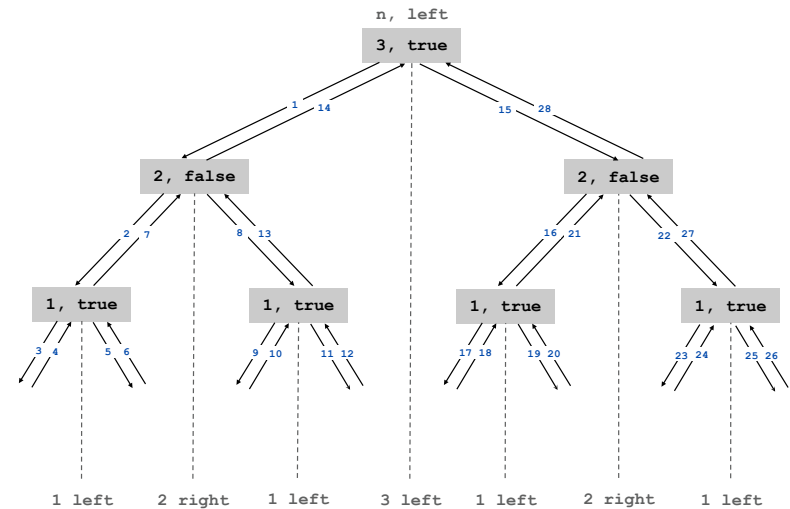 n, left
3, true
1 14 15 28
2, false 2, false
2 7 8 13 16 21 22 27
1, true 1, true 1, true 1, true
3 4 5 6 9 10 11 12 17 18 19 20 23 24 25 26
1 left 2 right 1 left 3 left 1 left 2 right 1 left